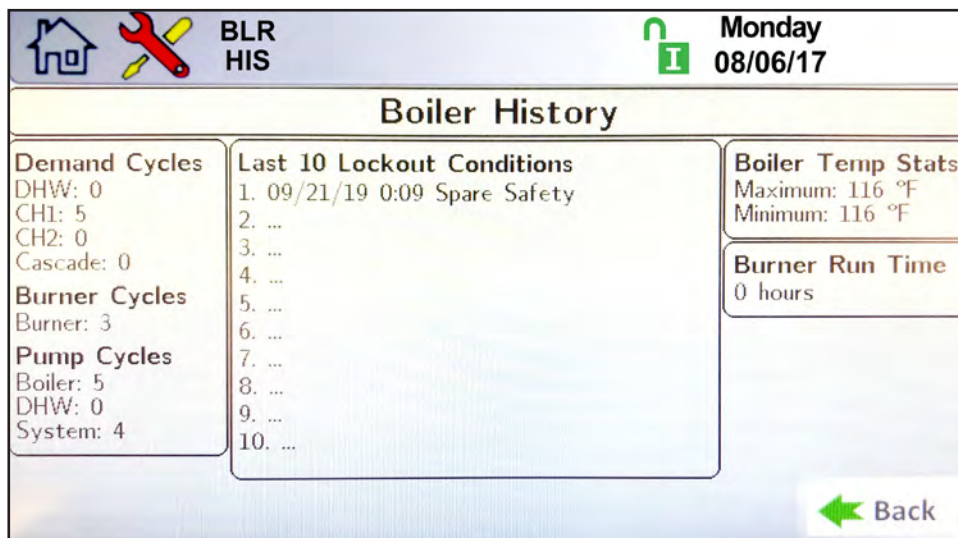 BLR
HIS
I
Monday
08/06/17
Boiler History
Demand Cycles
DHW: 0
CH1: 5
CH2: 0
Cascade: 0
Burner Cycles
Burner: 3
Pump Cycles
Boiler: 5
DHW: 0
System: 4
Last 10 Lockout Conditions
1. 09/21/19 0:09 Spare Safety
2. ...
3. ...
4. ...
5. ...
6. ...
7. ...
8. ...
9. ...
10. ...
Boiler Temp Stats
Maximum: 116 °F
Minimum: 116 °F
Burner Run Time
0 hours
Back